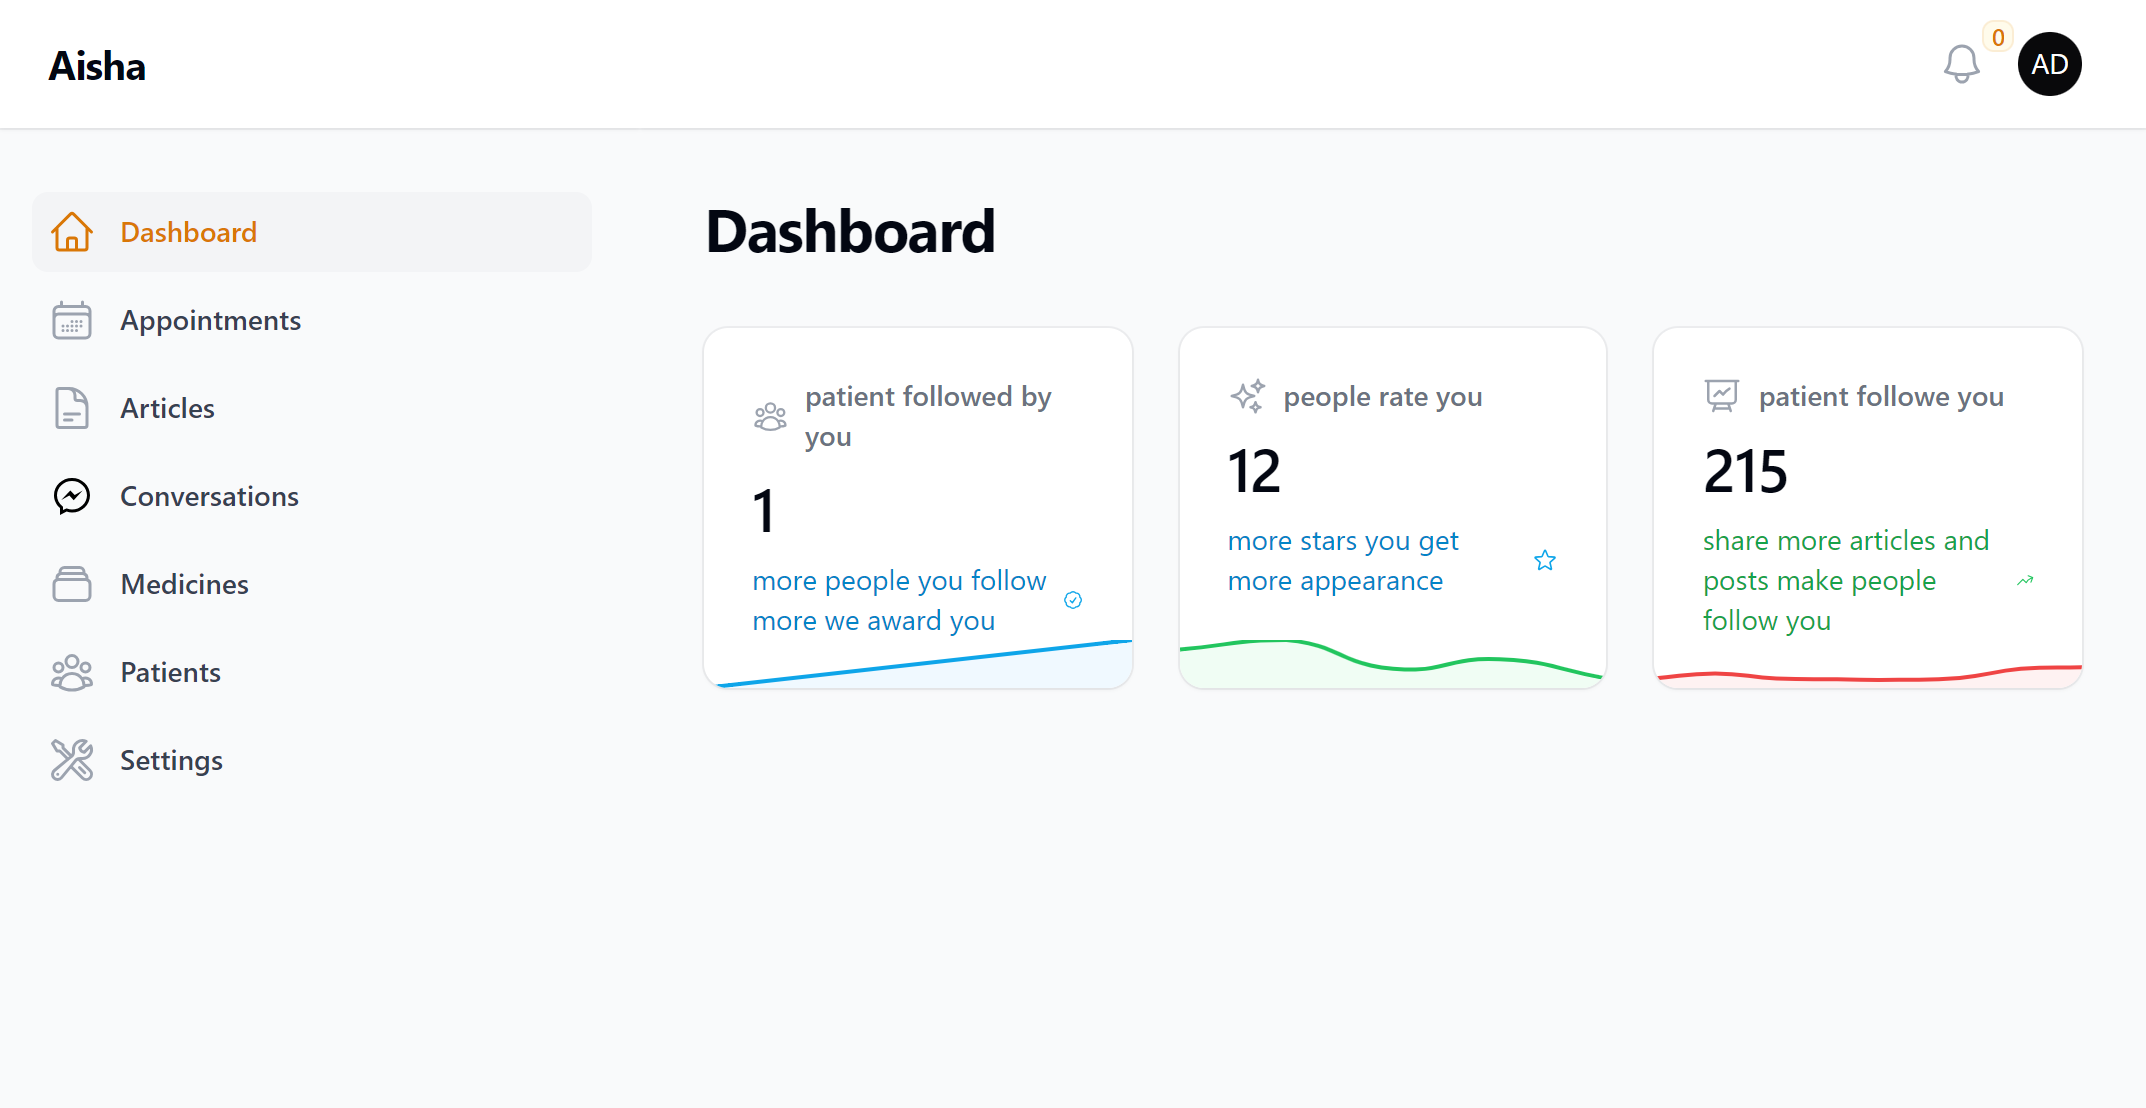 Aisha
0
AD
Dashboard
Appointments
Articles
Conversations
Medicines
Patients
Settings
Dashboard
patient followed by
you
1
more people you follow
more we award you
people rate you
12
more stars you get
more appearance
patient followe you
215
share more articles and
posts make people
follow you